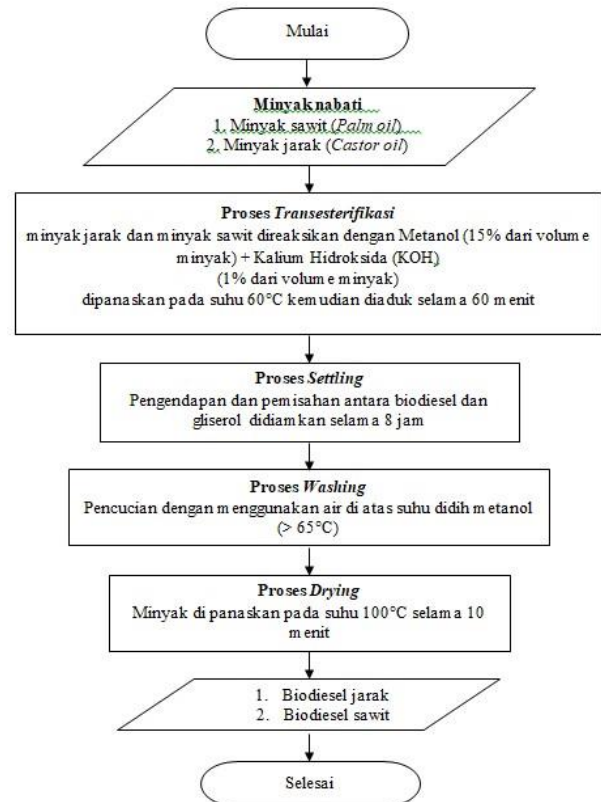 Mulai
Minyak nabati
1. Minyak sawit (Palm oil)
2. Minyak jarak (Castor oil)
Proses Transesterifikasi
minyak jarak dan minyak sawit direaksikan dengan Metanol (15% dari volume
minyak) + Kalium Hidroksida (KOH)
(1% dari volume minyak)
dipanaskan pada suhu 60°C kemudian diaduk selama 60 menit
Proses Settling
Pengendapan dan pemisahan antara biodiesel dan
gliserol didiamkan selama 8 jam
Proses Washing
Pencucian dengan menggunakan air di atas suhu didih metanol
(> 65°C)
Proses Drying
Minyak di panaskan pada suhu 100°C selama 10
menit
1. Biodiesel jarak
2. Biodiesel sawit
Selesai